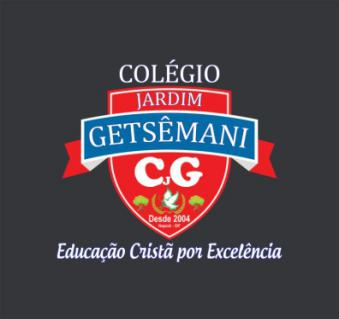 COLÉGIO
JARDIM
GETSÊMANI
CJG
Desde 2004
Educação Cristã por Excelência